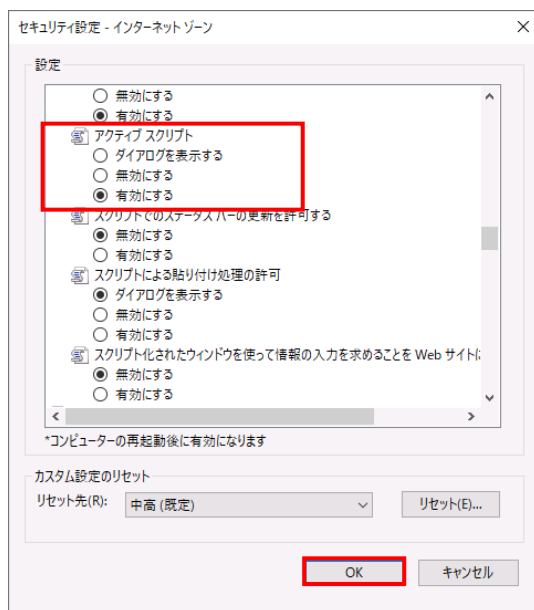 セキュリティ設定 - インターネット ゾーン
設定
無効にする
有効にする
アクティブ スクリプト
ダイアログを表示する
無効にする
有効にする
スクリプトでのステータス バーの更新を許可する
無効にする
有効にする
スクリプトによる貼り付け処理の許可
ダイアログを表示する
無効にする
有効にする
スクリプト化されたウィンドウを使って情報の入力を求めることを Web サイトに
無効にする
有効にする
*コンピューターの再起動後に有効になります
カスタム設定のリセット
リセット先(R): 中高 (既定) リセット(E)...
OK キャンセル